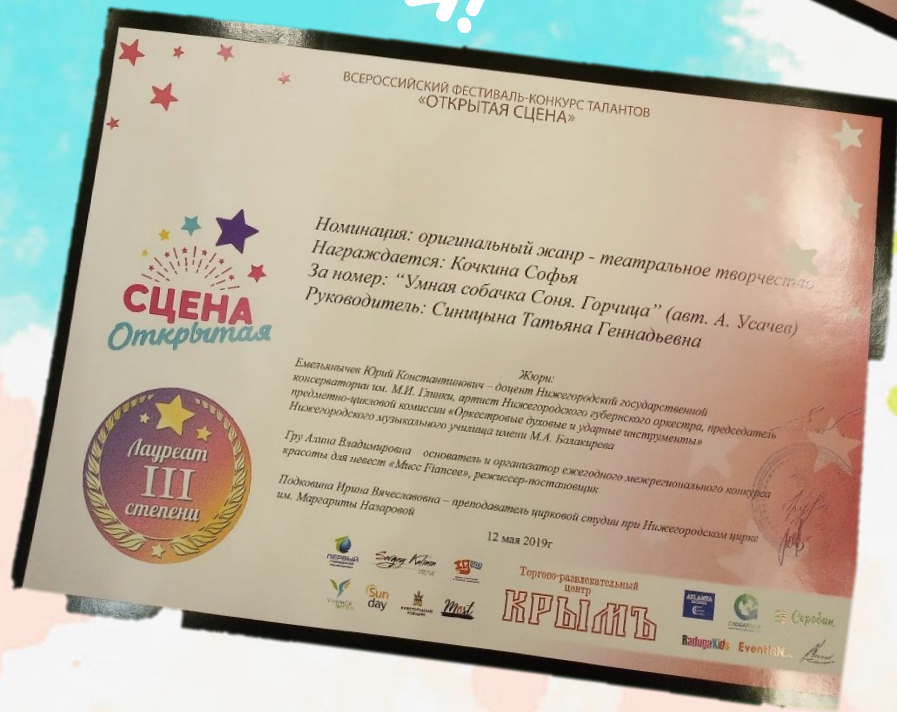 ВСЕРОССИЙСКИЙ ФЕСТИВАЛЬ-КОНКУРС ТАЛАНТОВ
«ОТКРЫТАЯ СЦЕНА»
Номинация: оригинальный жанр - театральное творчество
Награждается: Кочкина Софья
За номер: “Умная собачка Соня. Горчица” (авт. А. Усачев)
Руководитель: Синицына Татьяна Геннадьевна
СЦЕНА
Открытая
Лауреат
III
степени
Жюри:
Емельянычев Юрий Константинович – доцент Нижегородской государственной
консерватории им. М.И. Глинки, артист Нижегородского губернского оркестра, председатель
предметно-цикловой комиссии «Оркестровые духовые и ударные инструменты»
Нижегородского музыкального училища имени М.А. Балакирева
Гру Алина Владимировна основатель и организатор ежегодного межрегионального конкурса
красоты для невест «Мисс Fiancee», режиссер-постановщик
Подковина Ирина Вячеславовна – преподаватель цирковой студии при Нижегородском цирке
им. Маргариты Назаровой
12 мая 2019г
ПЕРВЫЙ
Sun
day
Most
Торгово-развлекательный
центр
КРЫМЪ
ATLANTA
Серобак
RadugaKids